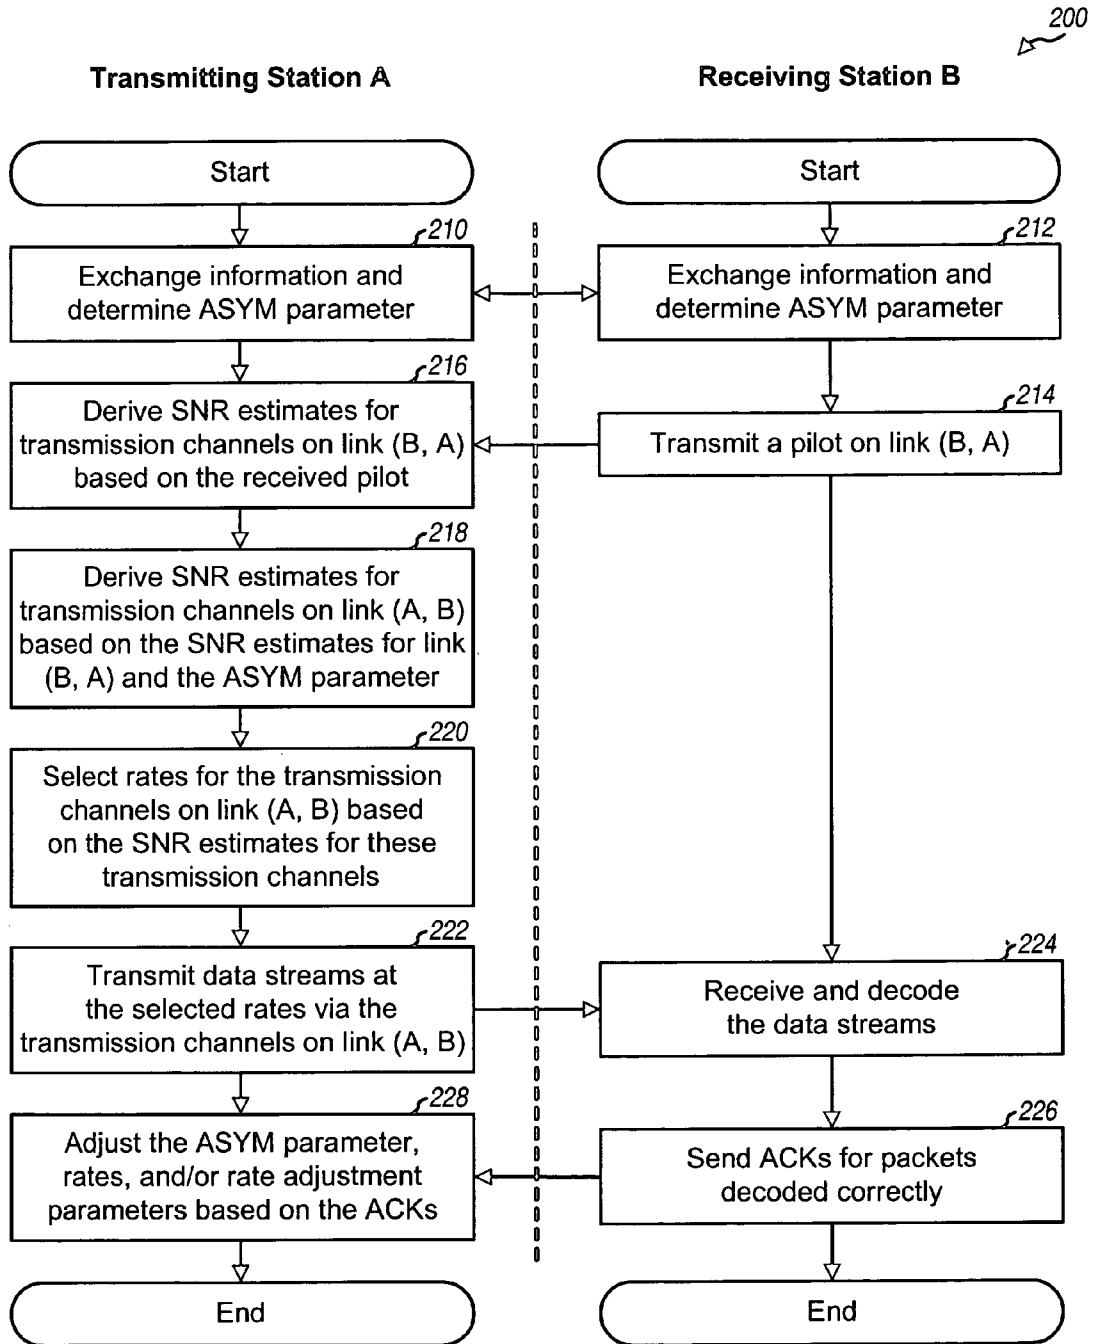 200
Transmitting Station A
Receiving Station B
Start
Start
210
Exchange information and
determine ASYM parameter
212
Exchange information and
determine ASYM parameter
216
Derive SNR estimates for
transmission channels on link (B, A)
based on the received pilot
214
Transmit a pilot on link (B, A)
218
Derive SNR estimates for
transmission channels on link (A, B)
based on the SNR estimates for link
(B, A) and the ASYM parameter
220
Select rates for the transmission
channels on link (A, B) based
on the SNR estimates for these
transmission channels
222
Transmit data streams at
the selected rates via the
transmission channels on link (A, B)
224
Receive and decode
the data streams
228
Adjust the ASYM parameter,
rates, and/or rate adjustment
parameters based on the ACKs
226
Send ACKs for packets
decoded correctly
End
End